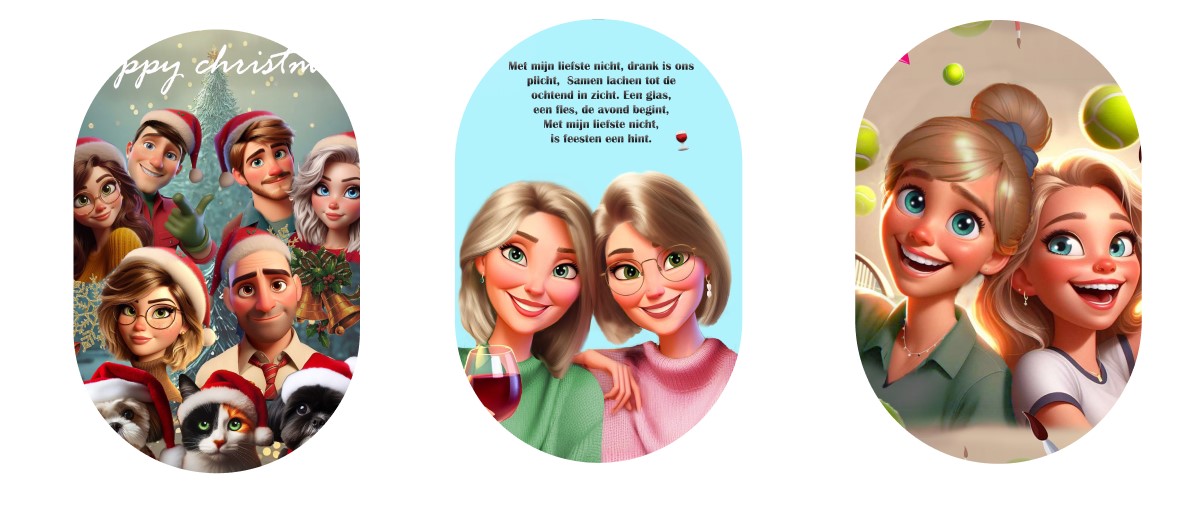 ppy christm
Met mijn liefste nicht, drank is ons
plicht, Samen lachen tot de
ochtend in zicht. Een glas,
een fles, de avond begint,
Met mijn liefste nicht,
is feesten een hint.